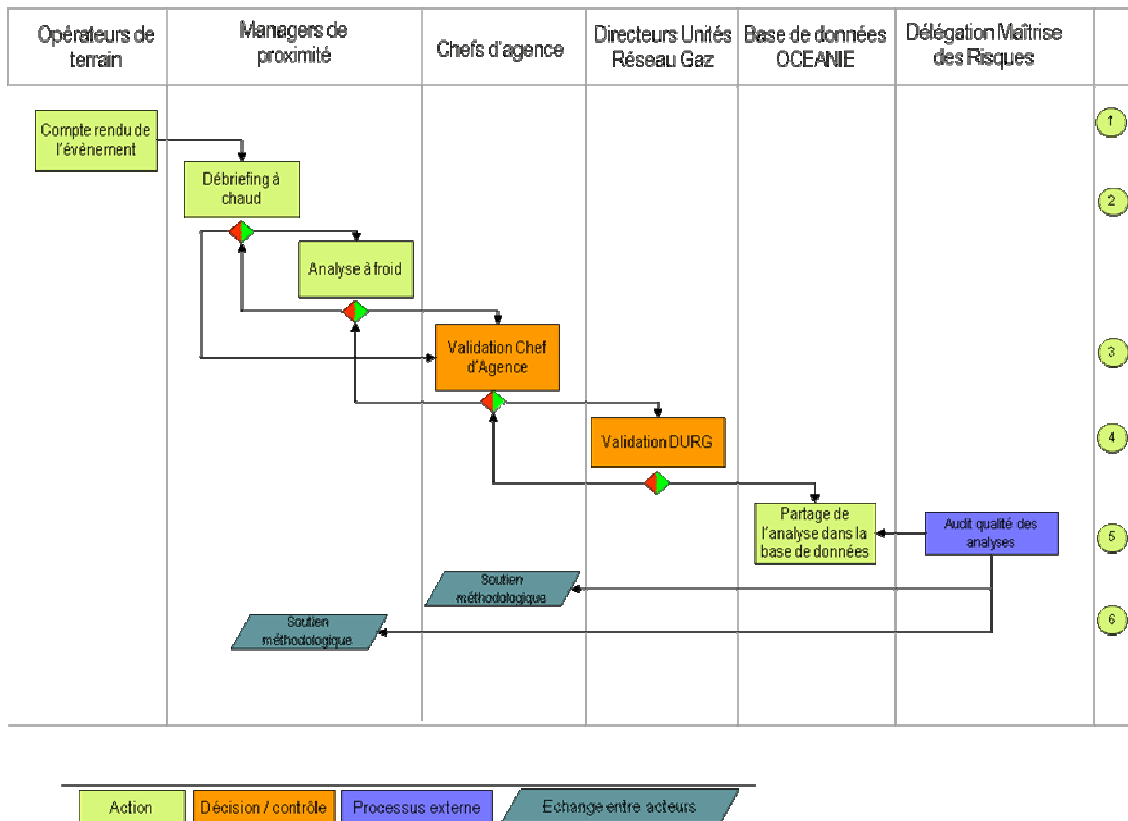 Opérateurs de
terrain
Managers de
proximité
Chefs d'agence
Directeurs Unités
Réseau Gaz
Base de données
OCEANIE
Délégation Maîtrise
des Risques
Compte rendu de
l'évènement
1
Débriefing à
chaud
2
Analyse à froid
Validation Chef
d'Agence
3
Validation DURG
4
Partage de
l'analyse dans la
base de données
Audit qualité des
analyses
5
Soutien
méthodologique
Soutien
méthodologique
6
Action
Décision / contrôle
Processus externe
Echange entre acteurs